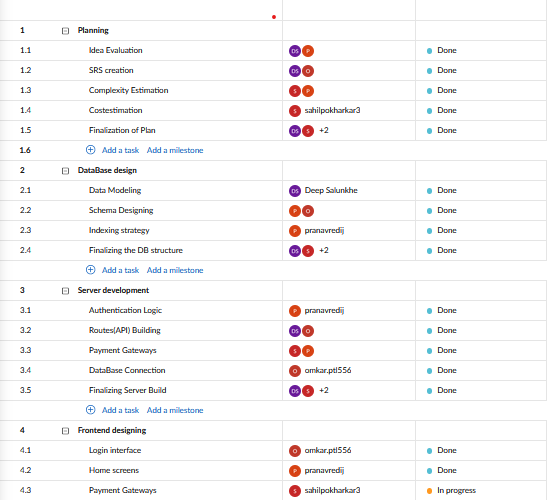 1 Planning
1.1 Idea Evaluation DS P Done
1.2 SRS creation DS O Done
1.3 Complexity Estimation S P Done
1.4 Costestimation S sahilpokharkar3 Done
1.5 Finalization of Plan DS S +2 Done
1.6 Add a task Add a milestone
2 DataBase design
2.1 Data Modeling DS Deep Salunkhe Done
2.2 Schema Designing P O Done
2.3 Indexing strategy P pranavredij Done
2.4 Finalizing the DB structure DS S +2 Done
Add a task Add a milestone
3 Server development
3.1 Authentication Logic P pranavredij Done
3.2 Routes(API) Building DS O Done
3.3 Payment Gateways S P Done
3.4 DataBase Connection O omkar.ptl556 Done
3.5 Finalizing Server Build DS S +2 Done
Add a task Add a milestone
4 Frontend designing
4.1 Login interface O omkar.ptl556 Done
4.2 Home screens P pranavredij Done
4.3 Payment Gateways S sahilpokharkar3 In progress